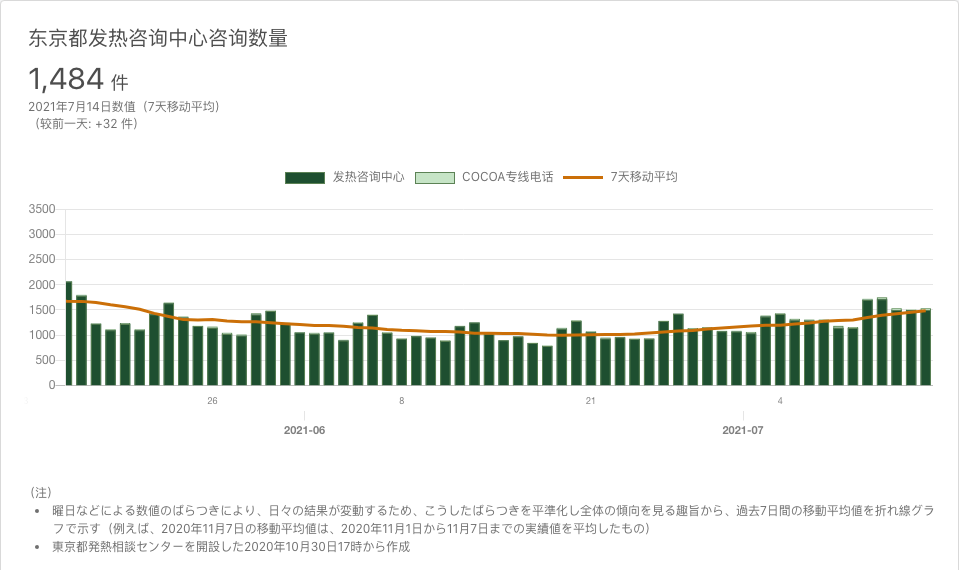 东京都发热咨询中心咨询数量
1,484 件
2021年7月14日数值（7天移动平均）
（较前一天: +32 件）
发热咨询中心 COCOA专线电话 7天移动平均
3500
3000
2500
2000
1500
1000
500
0
26 8 21 4
2021-06 2021-07
（注）
• 曜日などによる数値のばらつきにより、日々の結果が変動するため、こうしたばらつきを平準化し全体の傾向を見る趣旨から、過去7日間の移動平均値を折れ線グラ
フで示す（例えば、2020年11月7日の移動平均値は、2020年11月1日から11月7日までの実績値を平均したもの）
• 東京都発熱相談センターを開設した2020年10月30日17時から作成